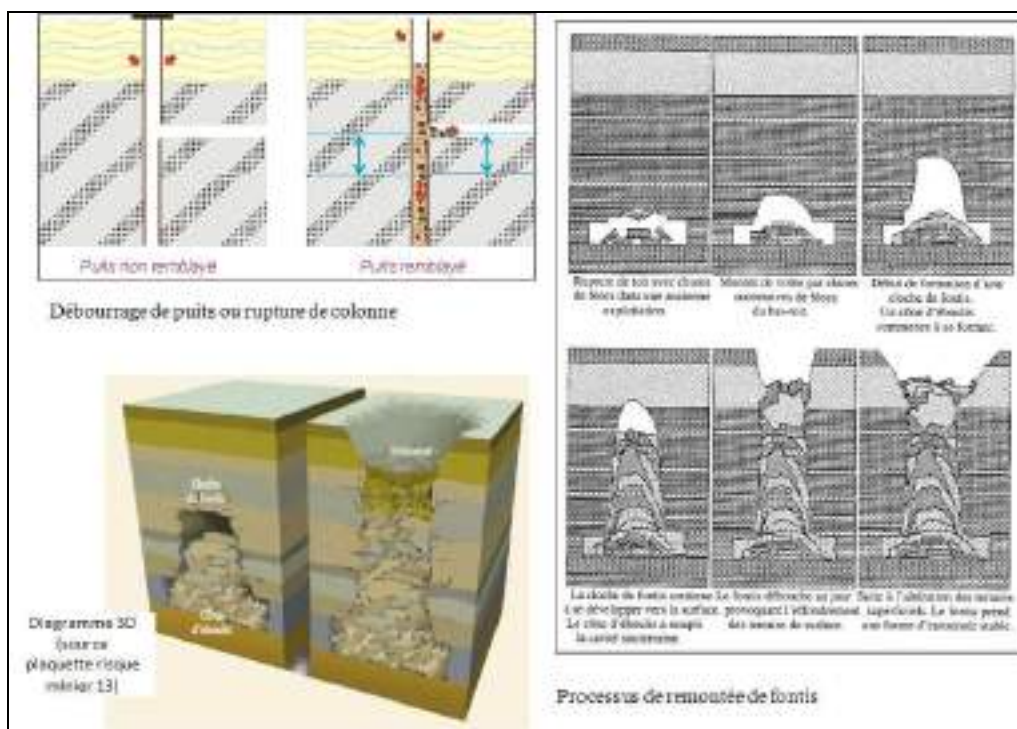 Puits non remblayé
Puits remblayé
Débourrage de puits ou rupture de colonne
Rupture du toit avec chutes
de blocs dans une ancienne
exploitation.
Montée de voûte par chutes
successives de blocs
du bas-toit.
Début de formation d'une
cloche de fontis.
Un cône d'éboulis
commence à se former.
La cloche de fontis continue
à se développer vers la surface.
Le cône d'éboulis a rempli
la cavité souterraine.
Le fontis débouche au jour
provoquant l'effondrement
des terrains de surface.
Suite à l'altération des terrains
superficiels. Le fontis prend
une forme d'entonnoir stable.
Cloche
de fontis
Cône
d'éboulis
Diagramme 3D
(source
plaquette risque
minier 13)
Processus de remontée de fontis